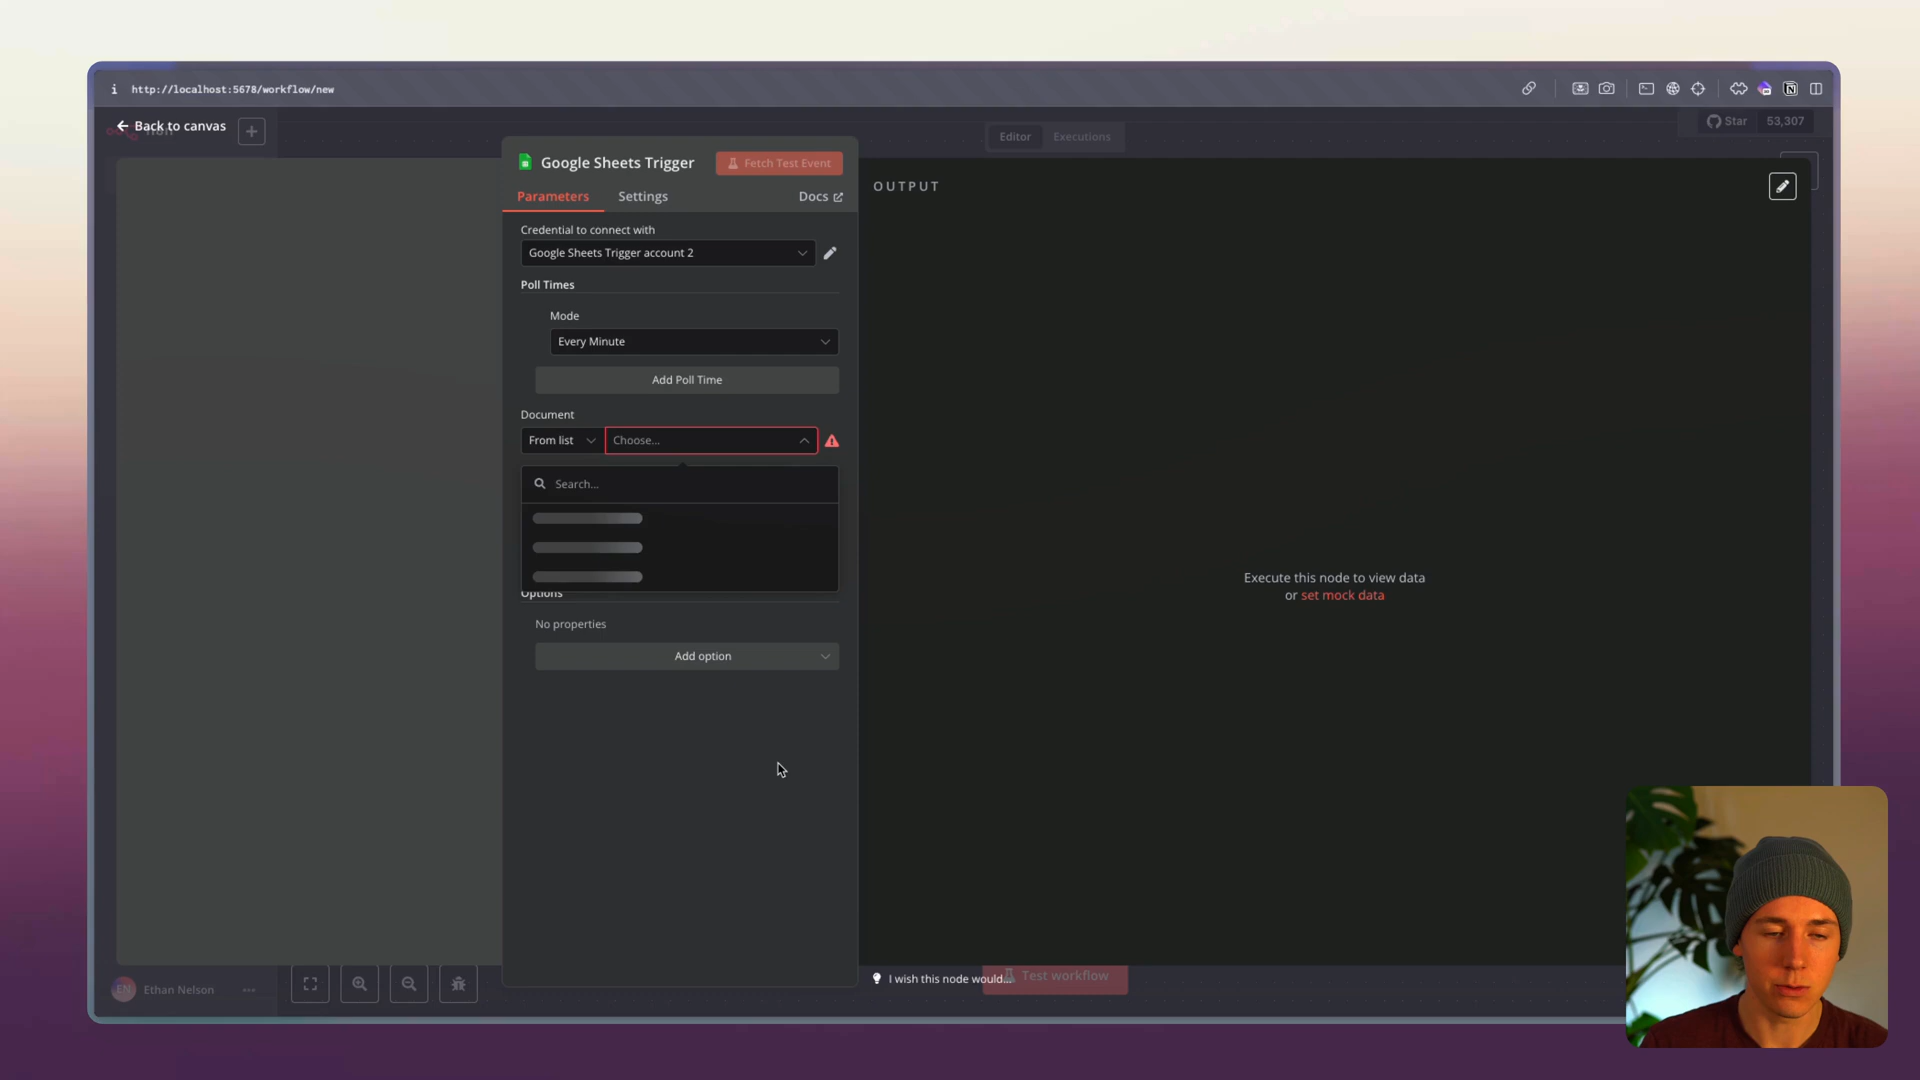 http://localhost:5678/workflow/new
Back to canvas
Editor
Executions
Star
53,307
Google Sheets Trigger
Fetch Test Event
Parameters
Settings
Docs
OUTPUT
Credential to connect with
Google Sheets Trigger account 2
Poll Times
Mode
Every Minute
Add Poll Time
Document
From list
Choose...
Search...
Options
No properties
Add option
Execute this node to view data
or set mock data
I wish this node would...
Test workflow
EN
Ethan Nelson